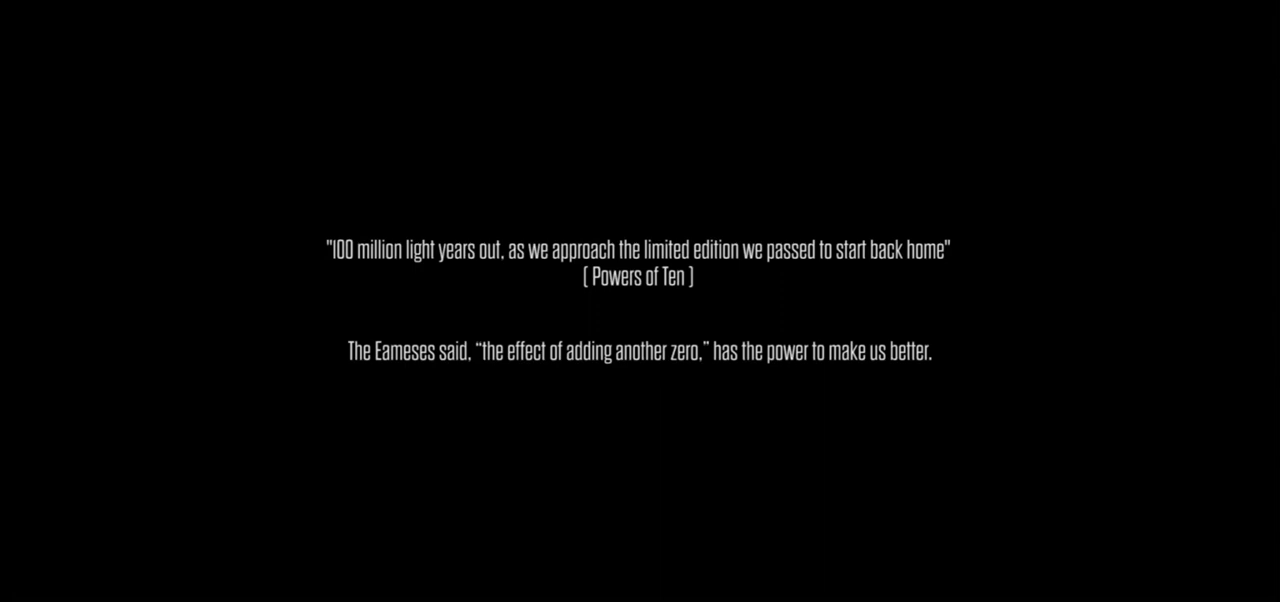 "100 million light years out, as we approach the limited edition we passed to start back home"
( Powers of Ten )
The Eameses said, “the effect of adding another zero,” has the power to make us better.